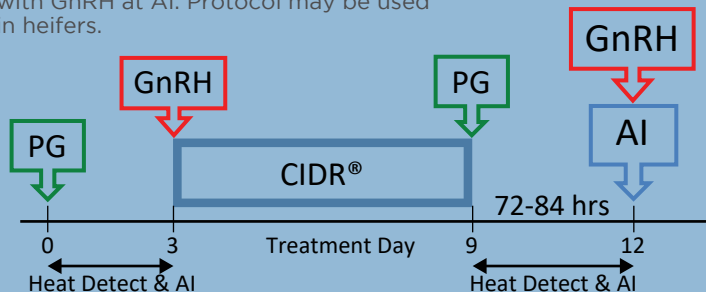 with GnRH at AI. Protocol may be used
in heifers.
GnRH
GnRH
PG
PG
AI
CIDR®
72-84 hrs
0 3 Treatment Day 9 12
Heat Detect & AI Heat Detect & AI